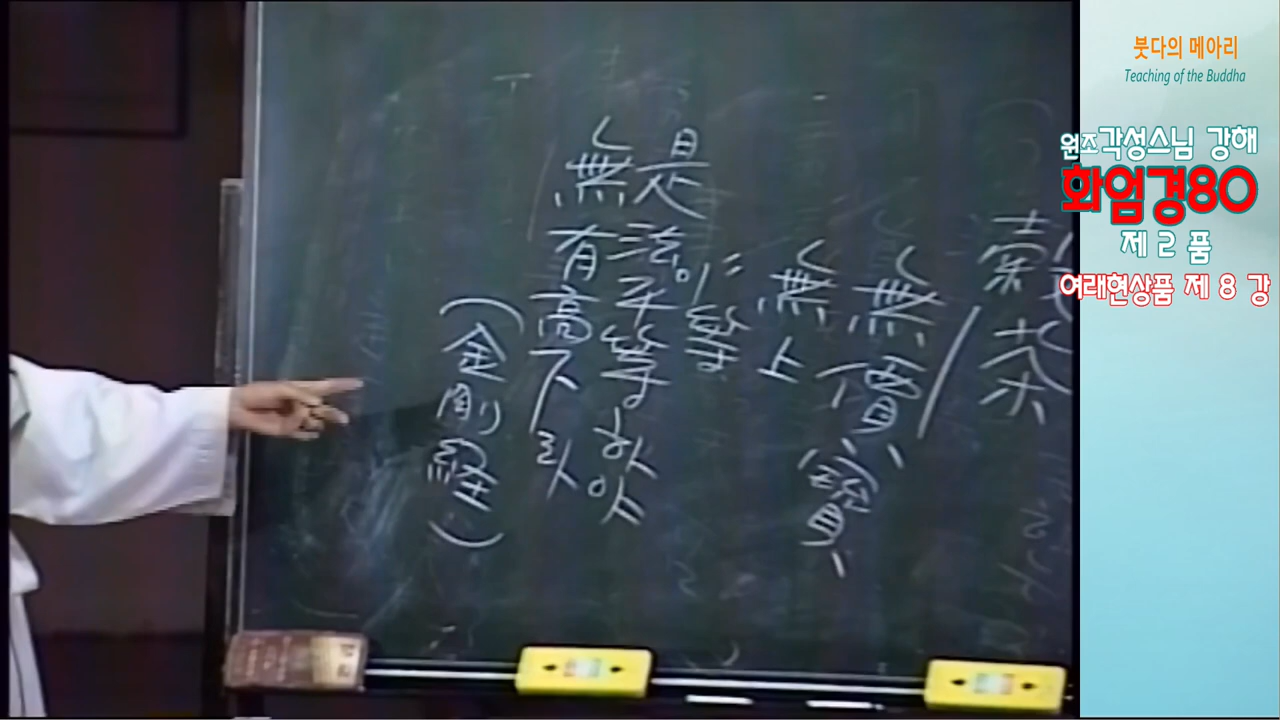 붓다의 메아리
Teaching of the Buddha
원조각성스님 강해
화엄경80
제 2 품
여래현상품 제 8 강
茶
無價寶
無上
〃等
是法이平等하야
無有高下라
(金剛経)